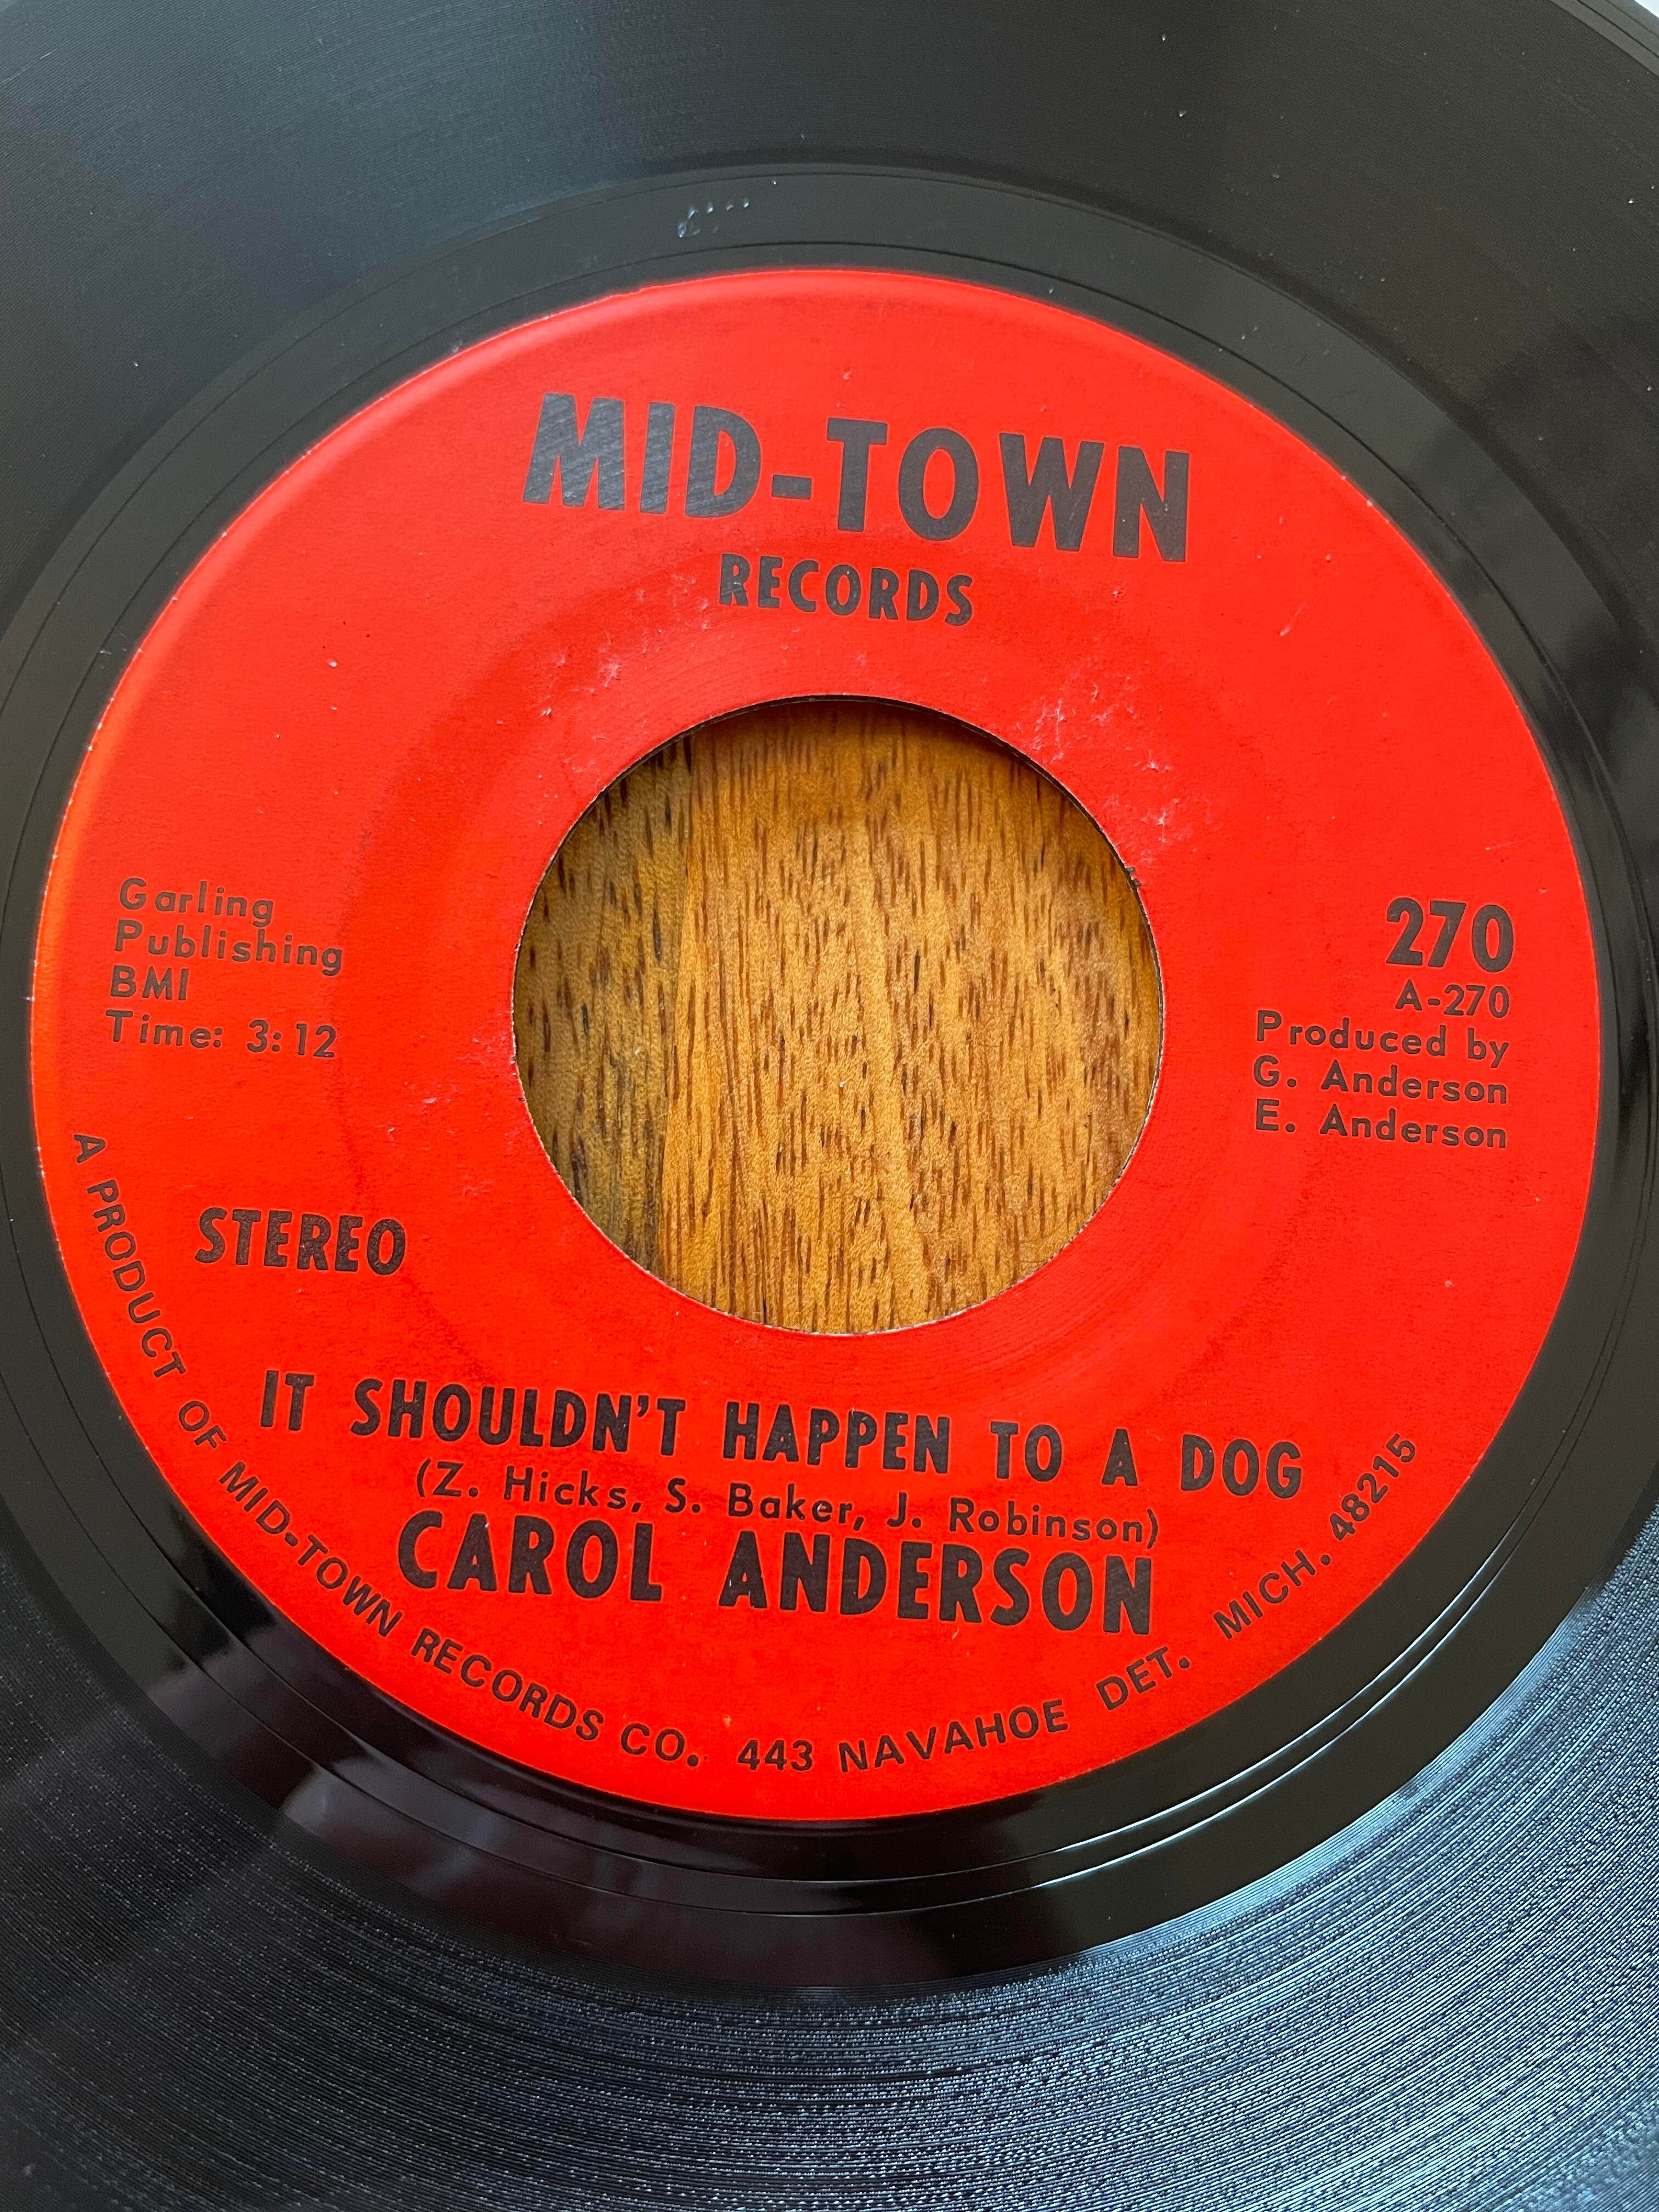 MID-TOWN
RECORDS
Garling
Publishing
BMI
Time: 3:12
270
A-270
Produced by
G. Anderson
E. Anderson
STEREO
IT SHOULDN'T HAPPEN TO A DOG
(Z. Hicks, S. Baker, J. Robinson)
CAROL ANDERSON
A PRODUCT OF MID-TOWN RECORDS CO. 443 NAVAHOE DET. MICH. 48215